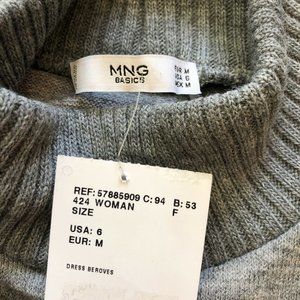 MNG
BASICS
EUR M
USA 6
MEX M
REF: 57885909 C: 94 B: 53
424 WOMAN F
SIZE
USA: 6
EUR: M
DRESS BEROVES